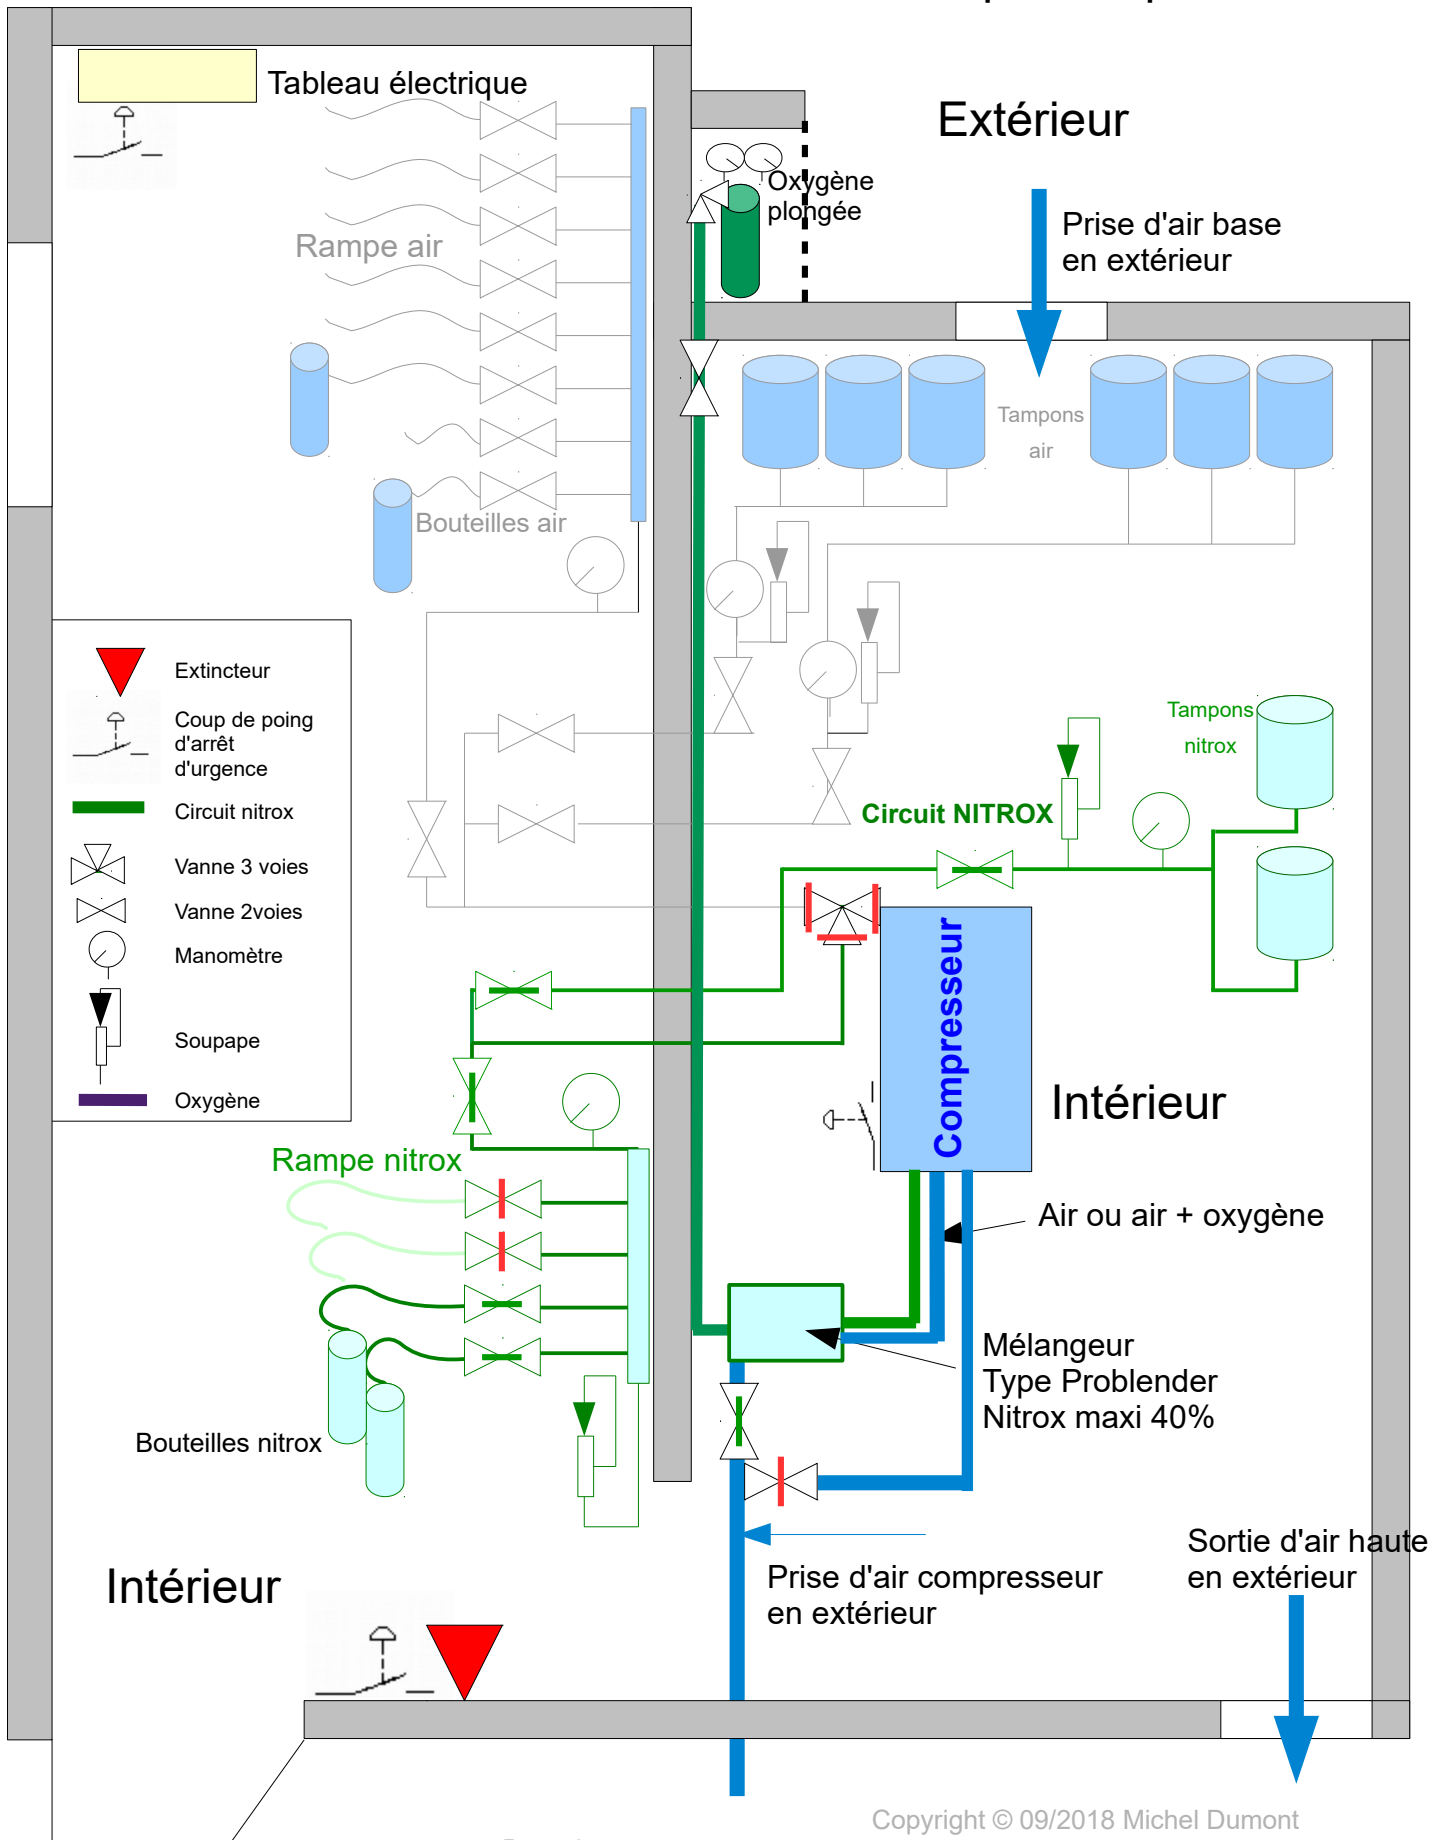 Tableau électrique
Extérieur
Oxygène
plongée
Prise d'air base
en extérieur
Rampe air
Tampons
air
Bouteilles air
Extincteur
Coup de poing
d'arrêt
d'urgence
Circuit nitrox
Vanne 3 voies
Vanne 2voies
Manomètre
Soupape
Oxygène
Tampons
nitrox
Circuit NITROX
Compresseur
Intérieur
Rampe nitrox
Air ou air + oxygène
Mélangeur
Type Problender
Nitrox maxi 40%
Bouteilles nitrox
Sortie d'air haute
en extérieur
Prise d'air compresseur
en extérieur
Intérieur
Copyright © 09/2018 Michel Dumont